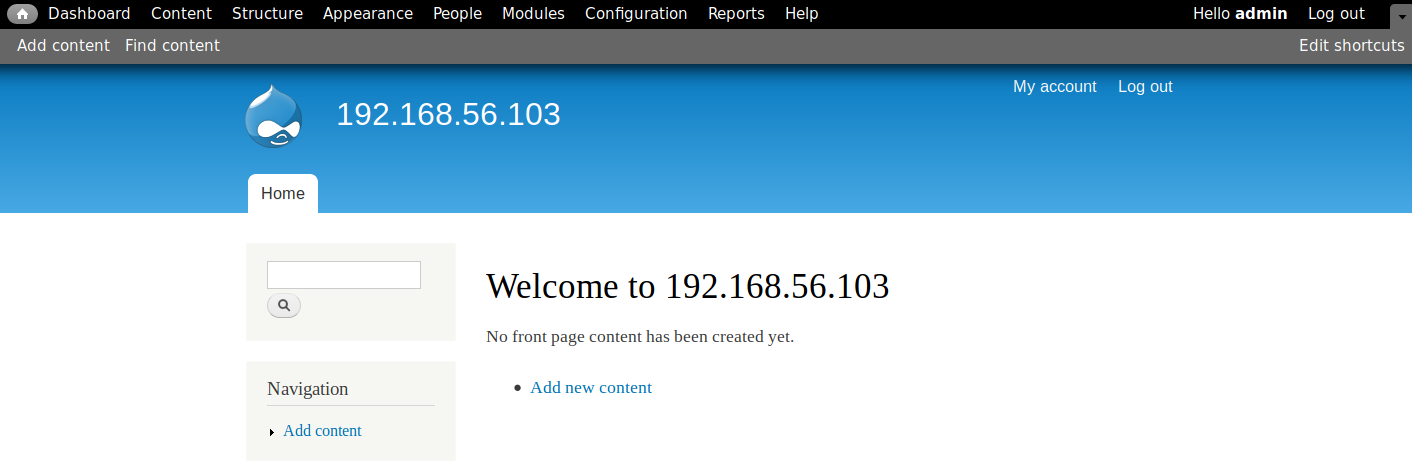 Dashboard Content Structure Appearance People Modules Configuration Reports Help Hello admin Log out
Add content Find content Edit shortcuts
My account Log out
192.168.56.103
Home
Welcome to 192.168.56.103
No front page content has been created yet.
Add new content
Navigation
Add content